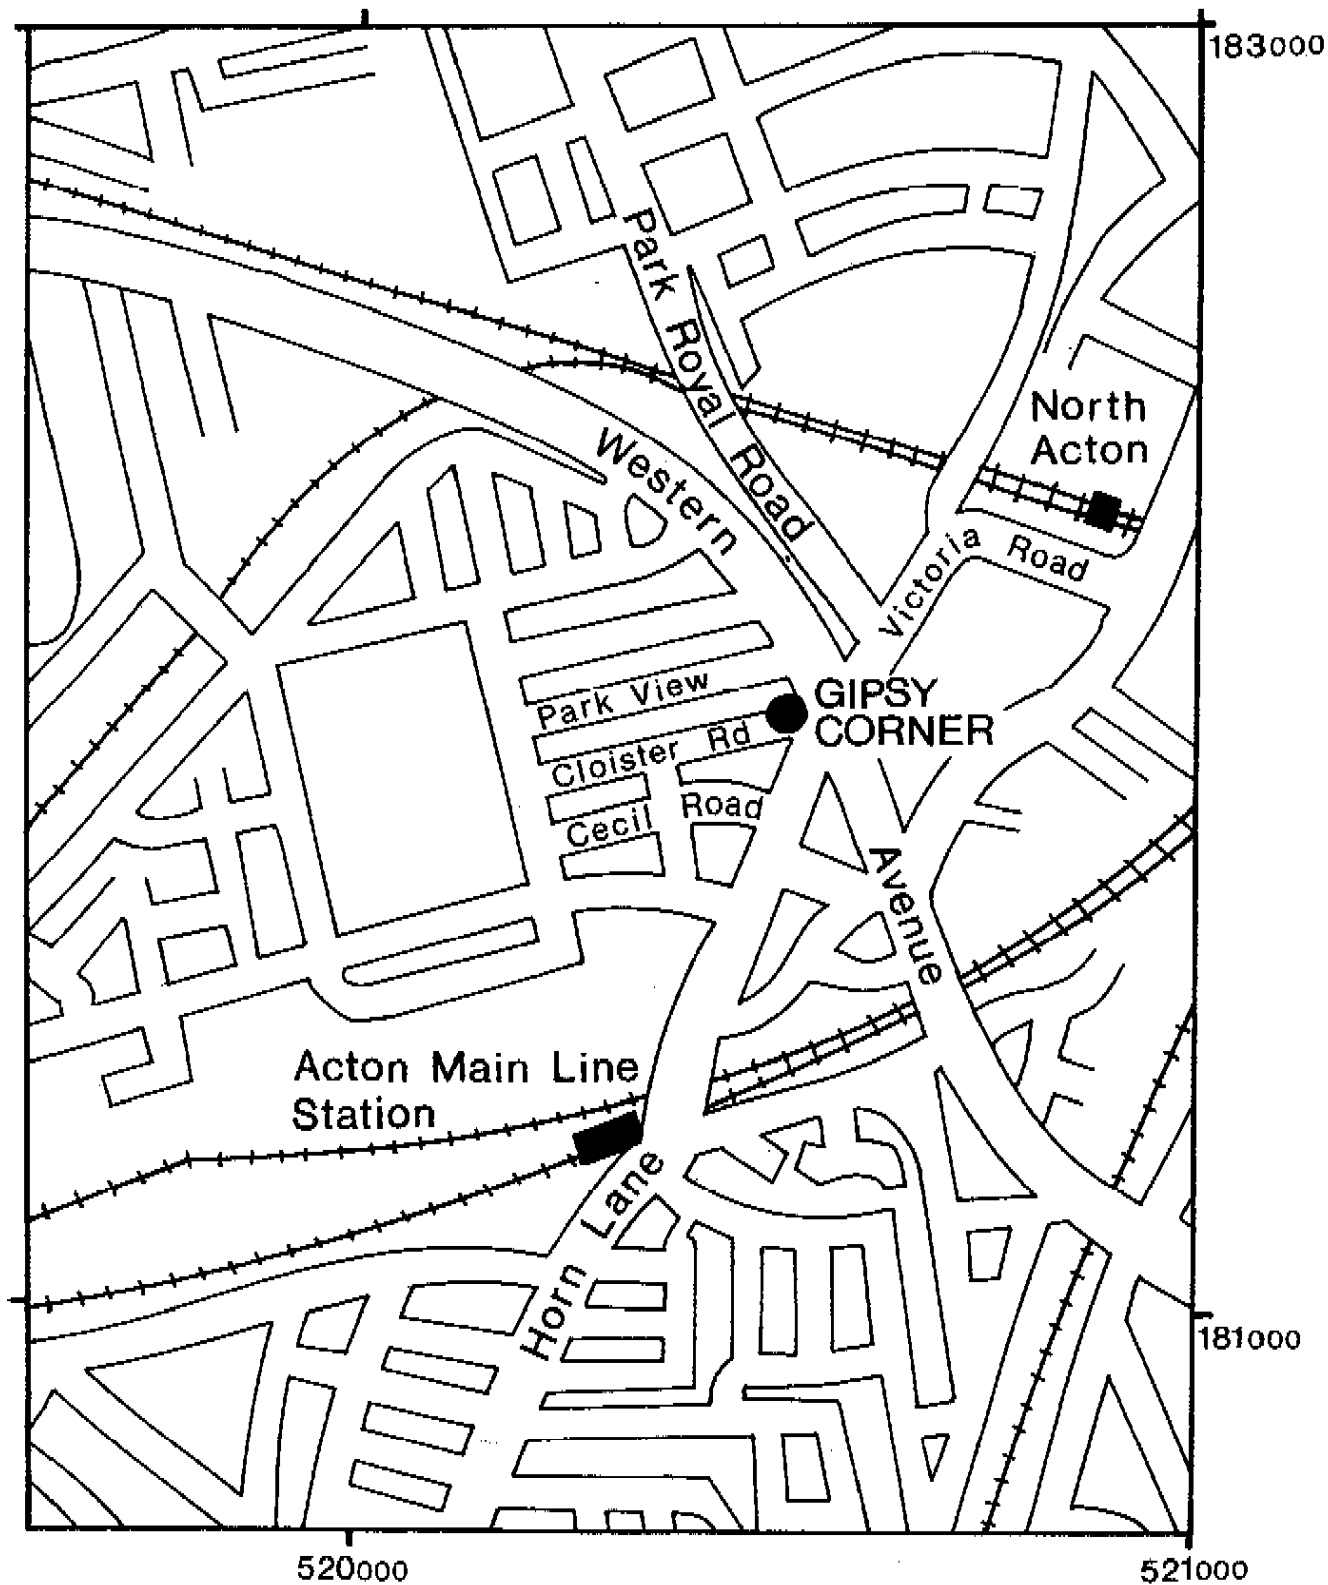 183000
Park Royal Road
North
Acton
Western
Victoria Road
Park View
GIPSY
CORNER
Cloister Rd
Cecil Road
Avenue
Acton Main Line
Station
Horn Lane
181000
520000
521000